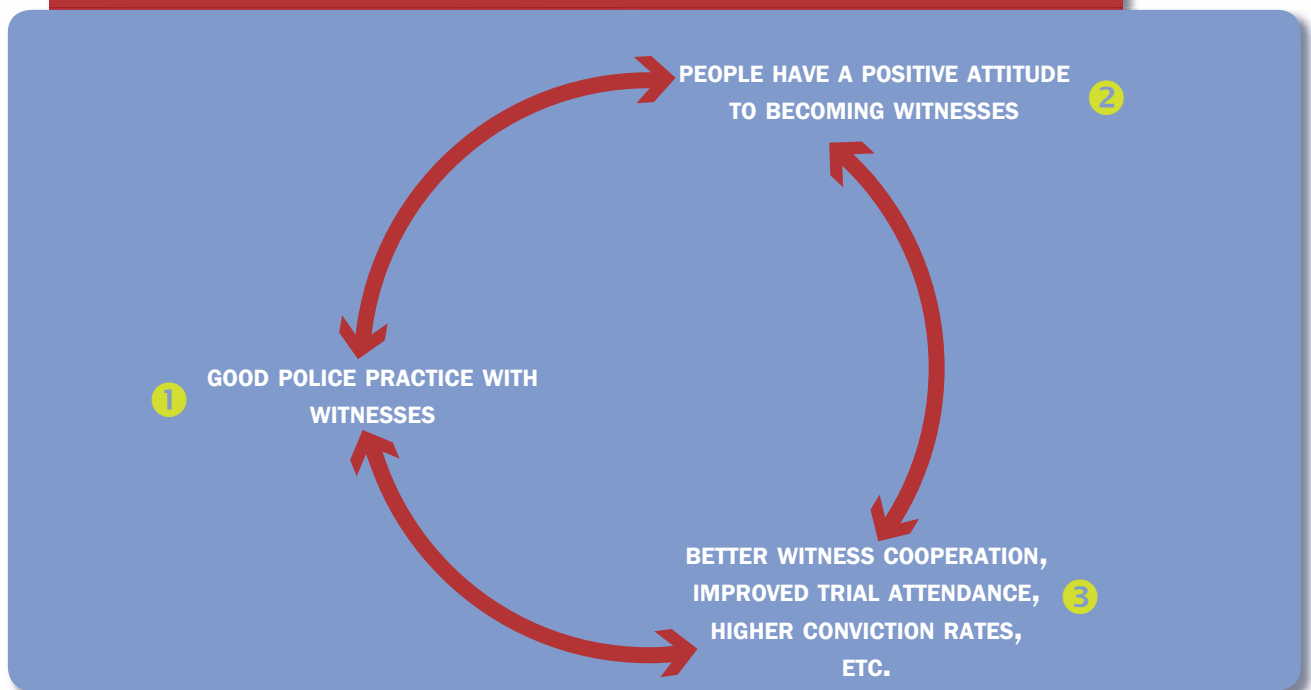 PEOPLE HAVE A POSITIVE ATTITUDE
TO BECOMING WITNESSES
2
GOOD POLICE PRACTICE WITH
WITNESSES
1
BETTER WITNESS COOPERATION,
IMPROVED TRIAL ATTENDANCE,
HIGHER CONVICTION RATES,
ETC.
3